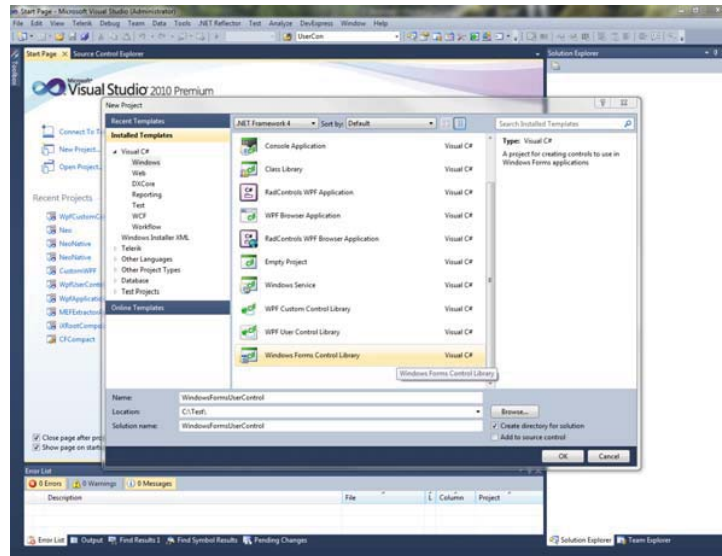 Start Page - Microsoft Visual Studio (Administrator)
File Edit View Telerik Debug Team Data Tools .NET Reflector Test Analyze DevExpress Window Help
UserCon
Start Page Source Control Explorer
Solution Explorer
Toolbox
Microsoft
Visual Studio 2010 Premium
New Project
Recent Templates
.NET Framework 4 Sort by: Default
Search Installed Templates
Installed Templates
Visual C#
Windows
Web
DXCore
Reporting
Test
WCF
Workflow
Windows Installer XML
Telerik
Other Languages
Other Project Types
Database
Test Projects
Online Templates
Console Application Visual C#
Class Library Visual C#
RadControls WPF Application Visual C#
WPF Browser Application Visual C#
RadControls WPF Browser Application Visual C#
Empty Project Visual C#
Windows Service Visual C#
WPF Custom Control Library Visual C#
WPF User Control Library Visual C#
Windows Forms Control Library Visual C#
Windows Forms Control Library
Type: Visual C#
A project for creating controls to use in
Windows Forms applications
Connect To T
New Project...
Open Project...
Recent Projects
WpfCustomC
Neo
NeoNative
NeoNative
CustomWPF
WpfUserContr
WpfApplicatio
MEFExtractor
iXRootCompa
CFCompact
Name: WindowsFormsUserControl
Location: C:\Test\
Browse...
Solution name: WindowsFormsUserControl
Create directory for solution
Add to source control
OK Cancel
Close page after pro
Show page on start
Error List
0 Errors 0 Warnings 0 Messages
Description File L Column Project
Error List Output Find Results 1 Find Symbol Results Pending Changes
Solution Explorer Team Explorer